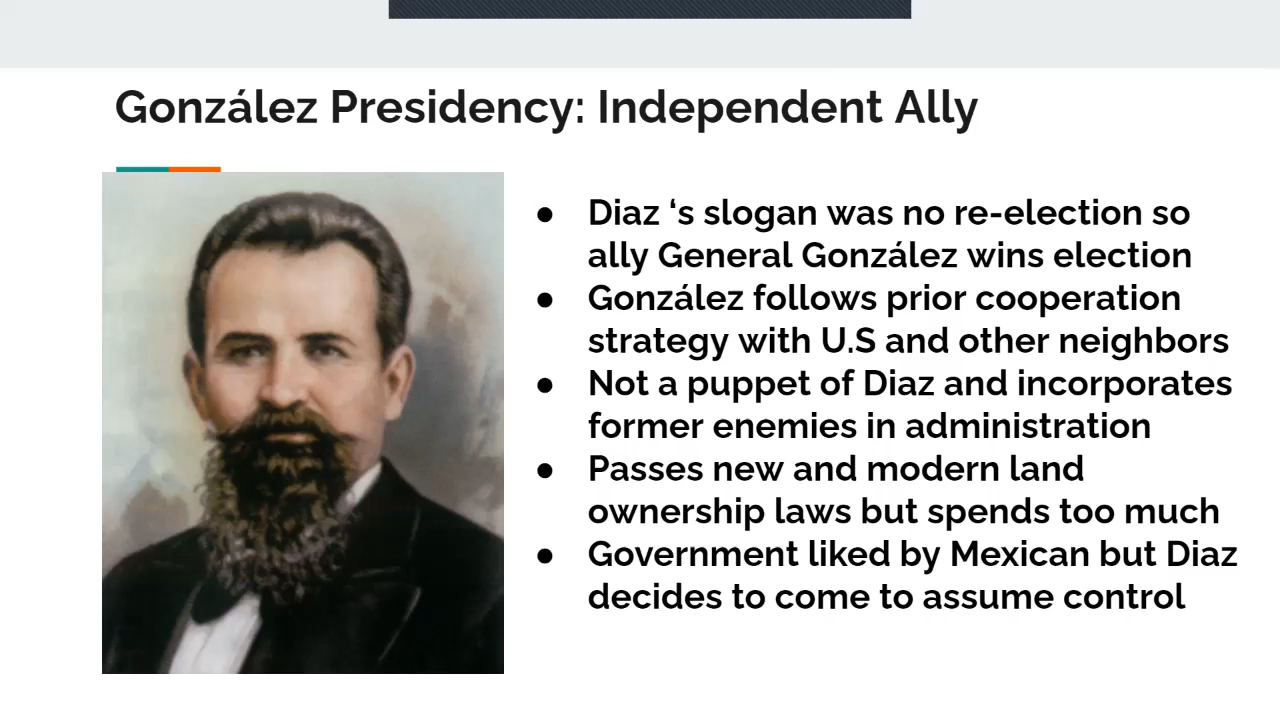 González Presidency: Independent Ally
● Diaz ‘s slogan was no re-election so
ally General González wins election
● González follows prior cooperation
strategy with U.S and other neighbors
● Not a puppet of Diaz and incorporates
former enemies in administration
● Passes new and modern land
ownership laws but spends too much
● Government liked by Mexican but Diaz
decides to come to assume control